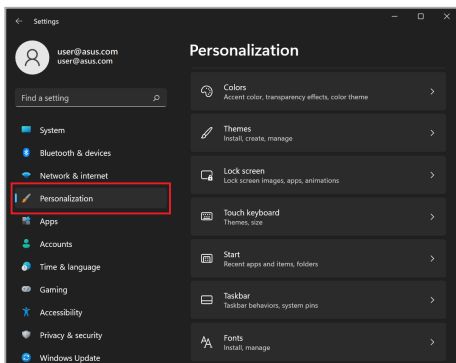 Settings
user@asus.com
user@asus.com
Find a setting
System
Bluetooth & devices
Network & internet
Personalization
Apps
Accounts
Time & language
Gaming
Accessibility
Privacy & security
Windows Update
Personalization
Colors
Accent color, transparency effects, color theme
Themes
Install, create, manage
Lock screen
Lock screen images, apps, animations
Touch keyboard
Themes, size
Start
Recent apps and items, folders
Taskbar
Taskbar behaviors, system pins
Fonts
Install, manage